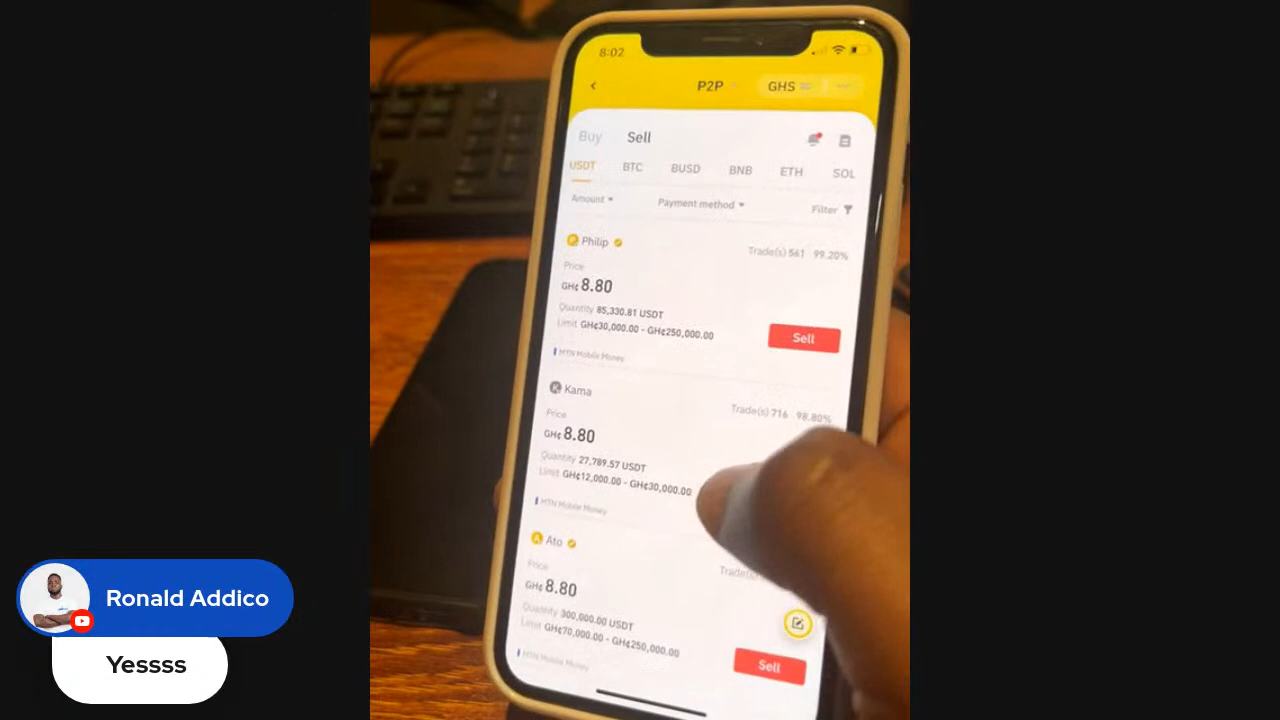 8:02
P2P GHS
Buy Sell
USDT BTC BUSD BNB ETH SOL
Amount Payment method Filter
P Philip Trade(s) 561 99.20%
Price
GH¢ 8.80
Quantity 85,330.81 USDT
Limit GH¢30,000.00 - GH¢250,000.00
Sell
MTN Mobile Money
K Kama Trade(s) 716 98.80%
Price
GH¢ 8.80
Quantity 27,789.57 USDT
Limit GH¢12,000.00 - GH¢30,000.00
MTN Mobile Money
A Ato
Trade(s)
Price
GH¢ 8.80
Quantity 300,000.00 USDT
Limit GH¢70,000.00 - GH¢250,000.00
Sell
MTN Mobile Money
Ronald Addico
Yessss